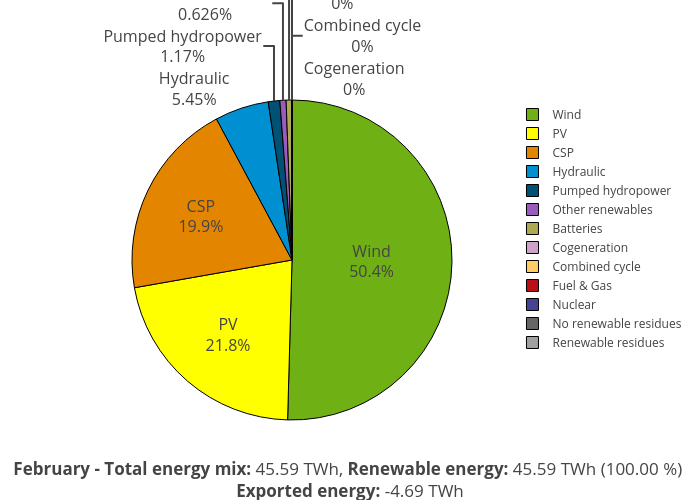 0%
0.626%
Combined cycle
Pumped hydropower
0%
1.17%
Cogeneration
Hydraulic
0%
5.45%
CSP
19.9%
Wind
50.4%
PV
21.8%
Wind
PV
CSP
Hydraulic
Pumped hydropower
Other renewables
Batteries
Cogeneration
Combined cycle
Fuel & Gas
Nuclear
No renewable residues
Renewable residues
February - Total energy mix: 45.59 TWh, Renewable energy: 45.59 TWh (100.00 %)
Exported energy: -4.69 TWh